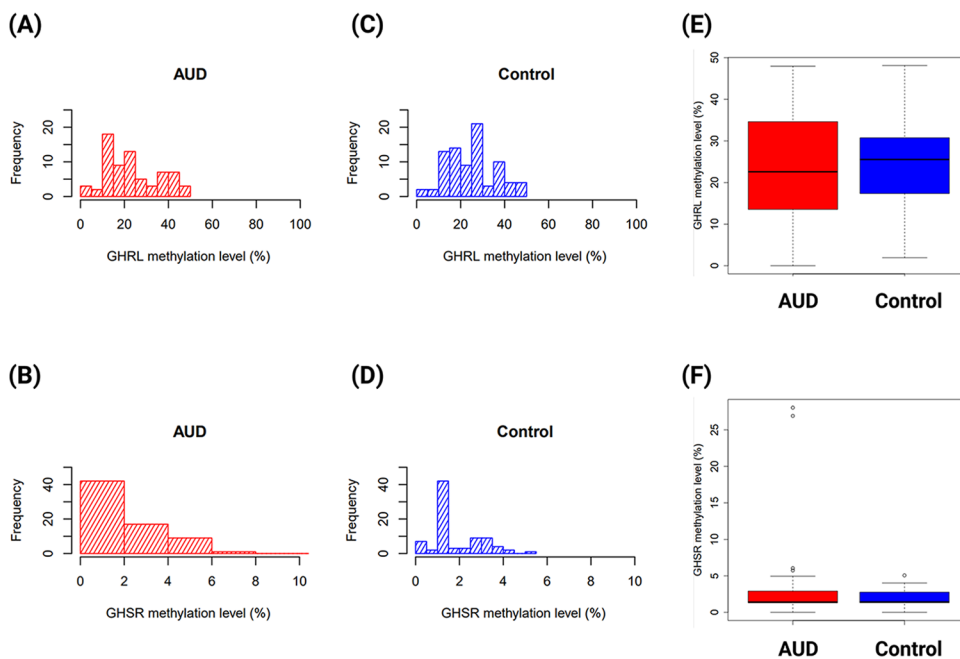 (A)
AUD
Frequency
0 10 20
0 20 40 60 80 100
GHRL methylation level (%)
(C)
Control
Frequency
0 10 20
0 20 40 60 80 100
GHRL methylation level (%)
(E)
GHRL methylation level (%)
0 10 20 30 40 50
AUD Control
(B)
AUD
Frequency
0 20 40
0 2 4 6 8 10
GHSR methylation level (%)
(D)
Control
Frequency
0 20 40
0 2 4 6 8 10
GHSR methylation level (%)
(F)
GHSR methylation level (%)
0 5 10 15 20 25
AUD Control